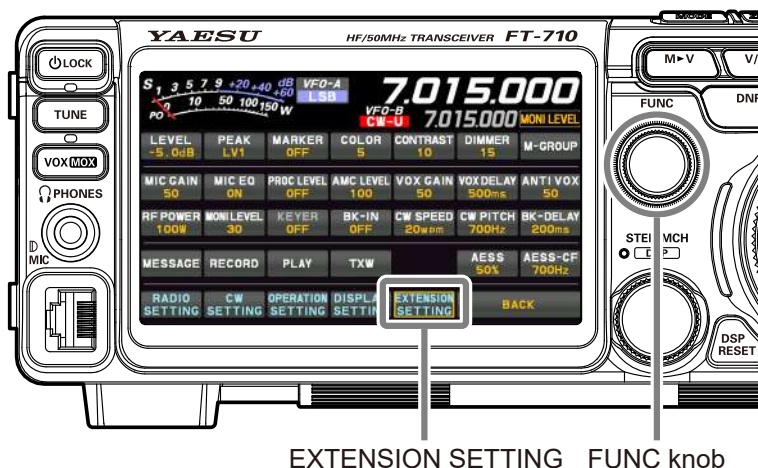 MODE
YAESU HF/50MHz TRANSCEIVER FT-710
LOCK
M►V
V/
S 1 3 5 7 9 +20 +40 +60 dB
PO 0 10 50 100 150 W
VFO-A
LSB
7.015.000
VFO-B
CW-U
7.015.000
MONI LEVEL
FUNC
DNR
TUNE
LEVEL PEAK MARKER COLOR CONTRAST DIMMER M-GROUP
-5.0dB LV1 OFF 5 10 15
VOX MOX
MIC GAIN MIC EQ PROC LEVEL AMC LEVEL VOX GAIN VOX DELAY ANTI VOX
50 ON OFF 100 50 500ms 50
PHONES
RF POWER MONI LEVEL KEYER BK-IN CW SPEED CW PITCH BK-DELAY
100W 30 OFF OFF 20wpm 700Hz 200ms
MIC
MESSAGE RECORD PLAY TXW AESS AESS-CF
50% 700Hz
STEP MCH
RADIO CW OPERATION DISPLAY EXTENSION BACK
SETTING SETTING SETTING SETTING SETTING
DSP
RESET
EXTENSION SETTING FUNC knob